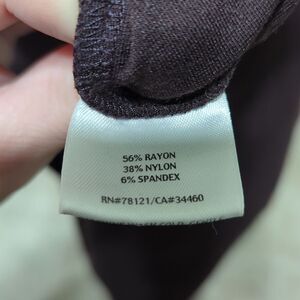 56% RAYON
38% NYLON
6% SPANDEX
RN#78121/CA#34460